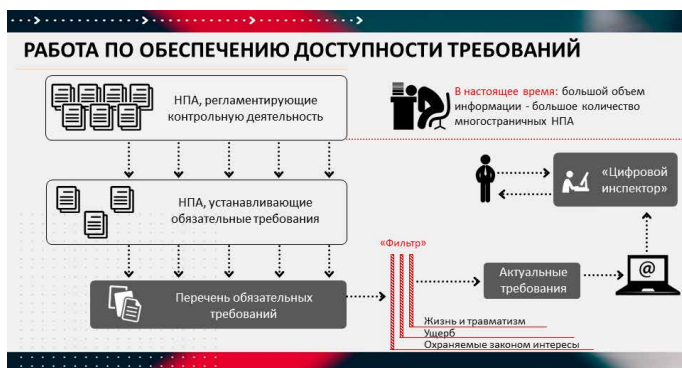 РАБОТА ПО ОБЕСПЕЧЕНИЮ ДОСТУПНОСТИ ТРЕБОВАНИЙ
НПА, регламентирующие
контрольную деятельность
В настоящее время: большой объем
информации - большое количество
многостраничных НПА
«Цифровой
инспектор»
НПА, устанавливающие
обязательные требования
«Фильтр»
@
Актуальные
требования
Перечень обязательных
требований
Жизнь и травматизм
Ущерб
Охраняемые законом интересы